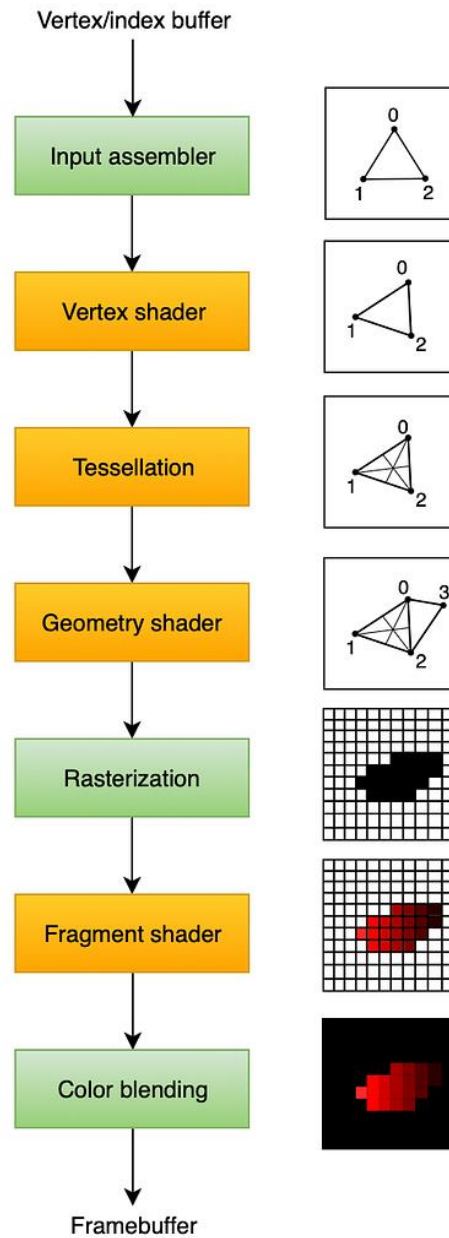 Vertex/index buffer
Input assembler
0
1
2
Vertex shader
0
1
2
Tessellation
0
1
2
Geometry shader
0
3
1
2
Rasterization
Fragment shader
Color blending
Framebuffer